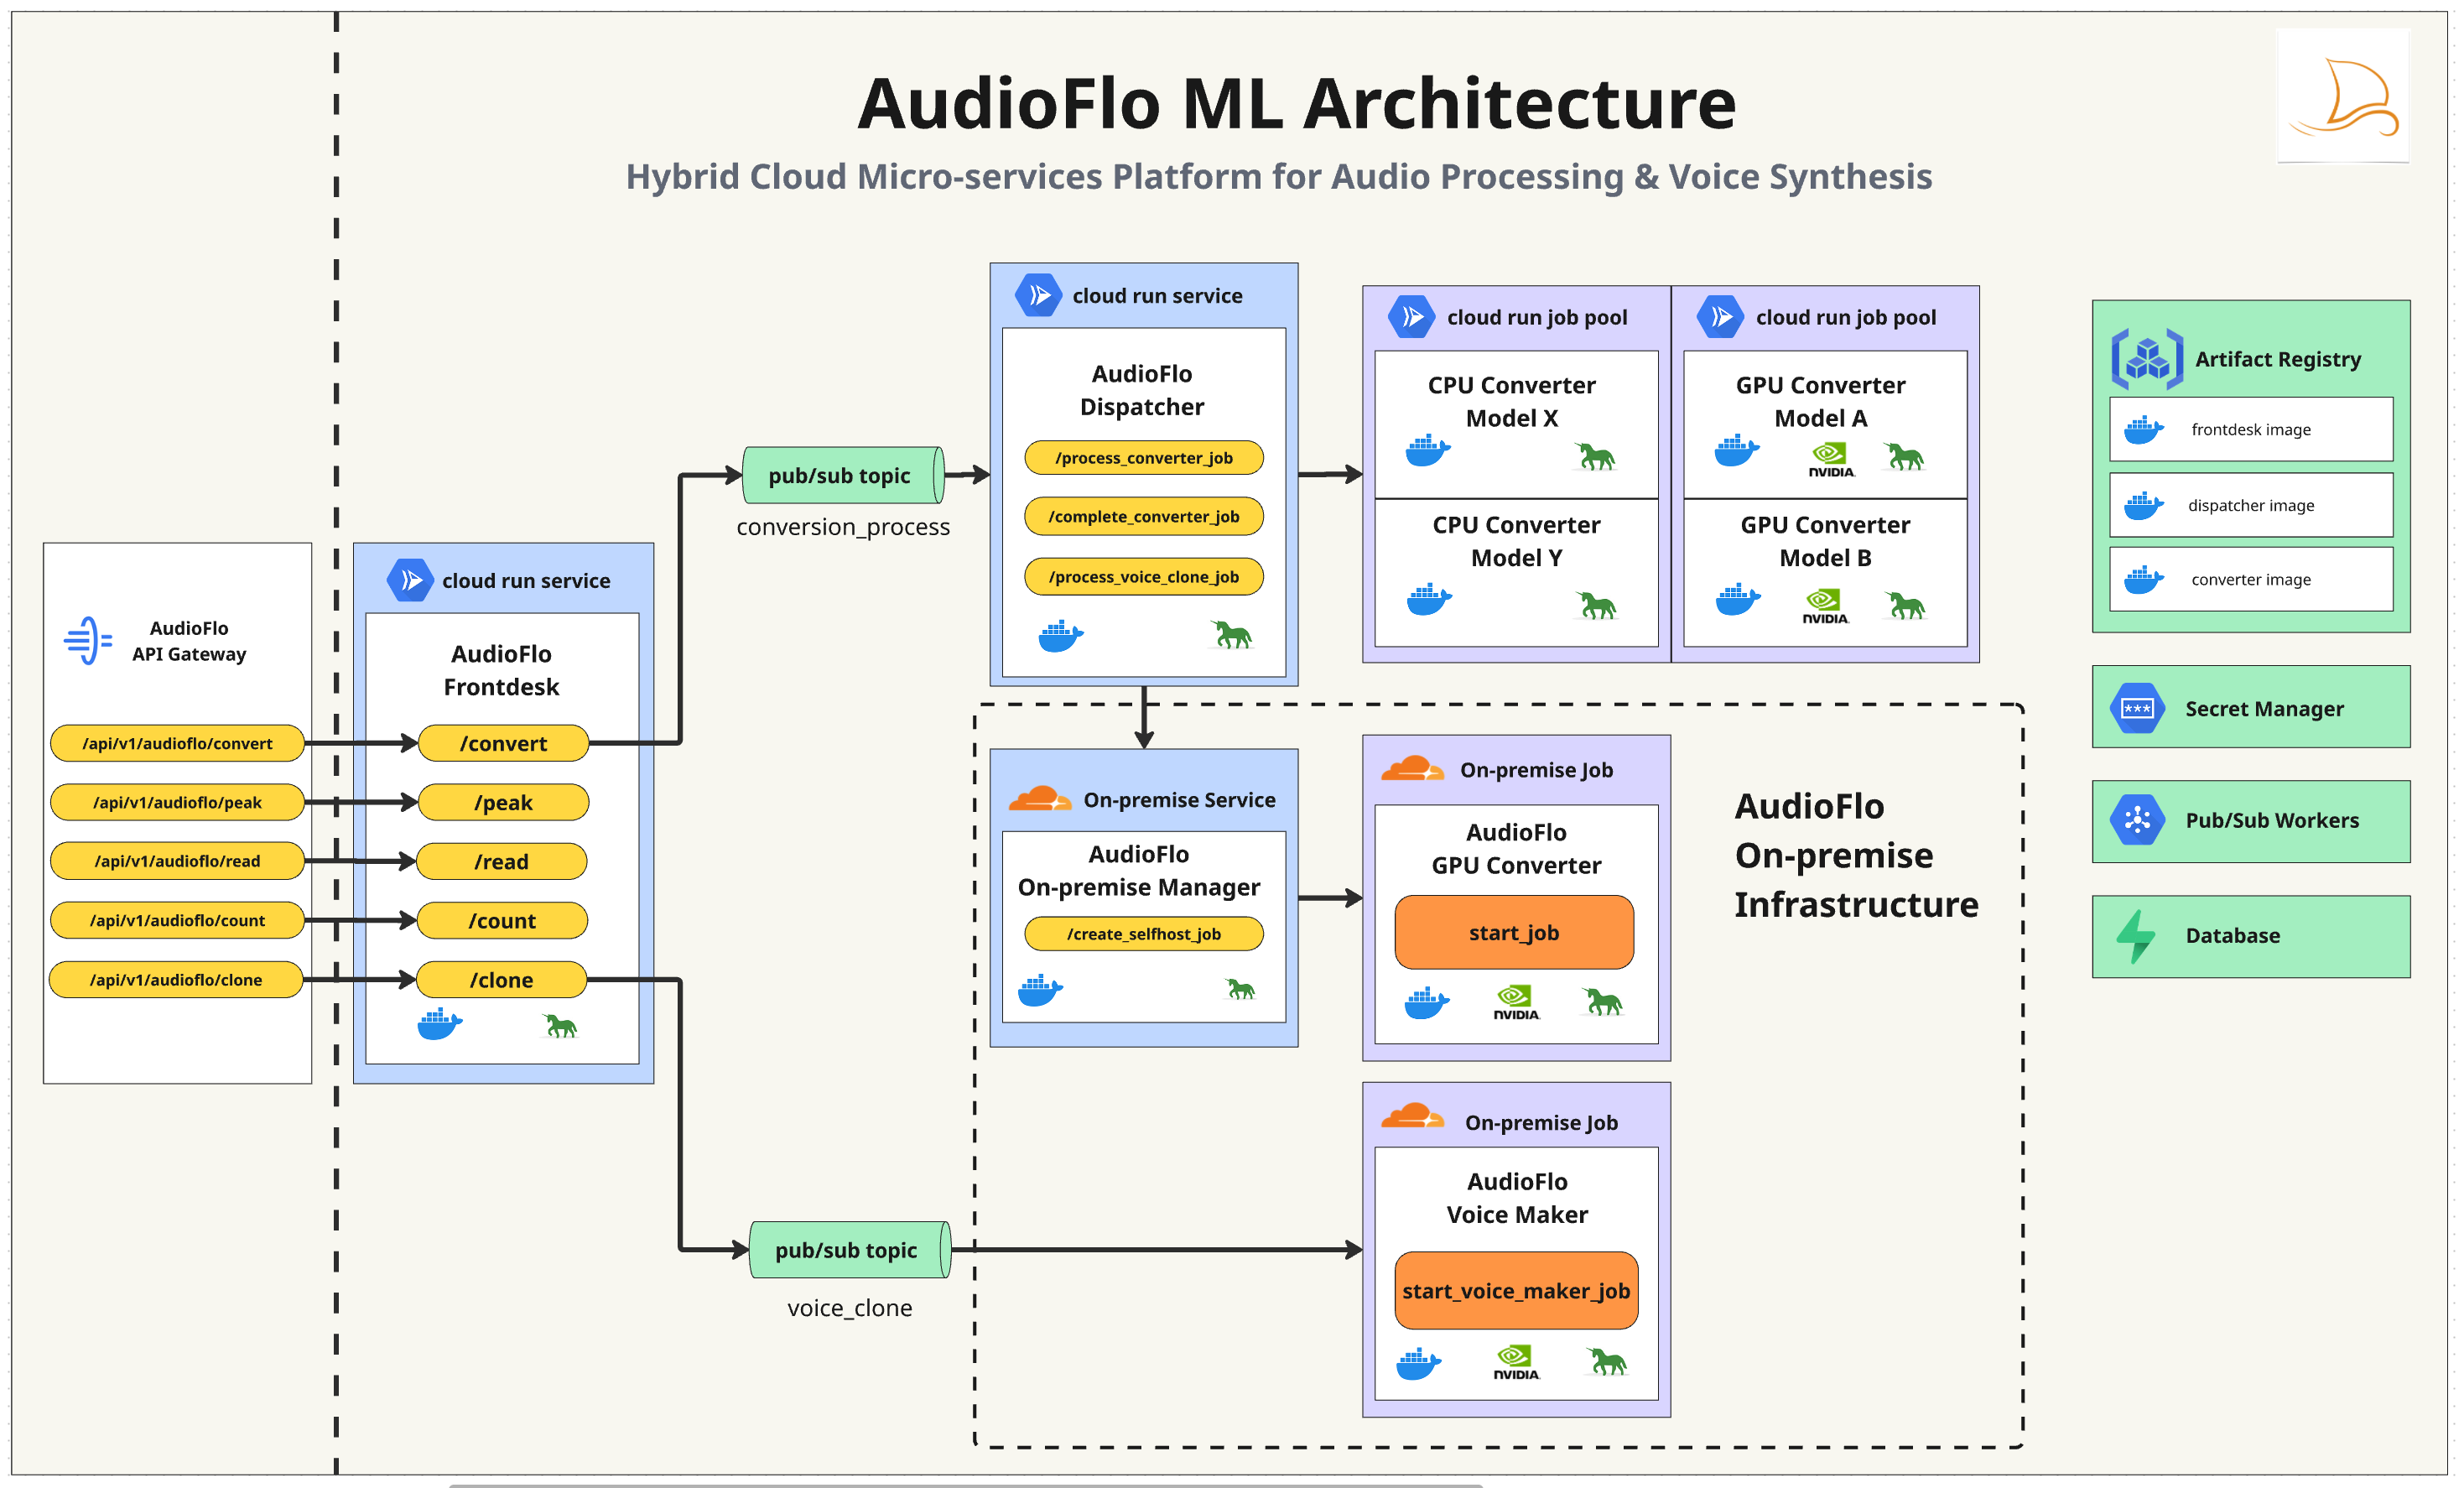 AudioFlo ML Architecture
Hybrid Cloud Micro-services Platform for Audio Processing & Voice Synthesis
AudioFlo
API Gateway
/api/v1/audioflo/convert
/api/v1/audioflo/peak
/api/v1/audioflo/read
/api/v1/audioflo/count
/api/v1/audioflo/clone
cloud run service
AudioFlo
Frontdesk
/convert
/peak
/read
/count
/clone
pub/sub topic
conversion_process
pub/sub topic
voice_clone
cloud run service
AudioFlo
Dispatcher
/process_converter_job
/complete_converter_job
/process_voice_clone_job
cloud run job pool
CPU Converter
Model X
CPU Converter
Model Y
cloud run job pool
GPU Converter
Model A
NVIDIA.
GPU Converter
Model B
NVIDIA.
On-premise Service
AudioFlo
On-premise Manager
/create_selfhost_job
On-premise Job
AudioFlo
GPU Converter
start_job
NVIDIA.
AudioFlo
On-premise
Infrastructure
On-premise Job
AudioFlo
Voice Maker
start_voice_maker_job
NVIDIA.
Artifact Registry
frontdesk image
dispatcher image
converter image
***
Secret Manager
Pub/Sub Workers
Database